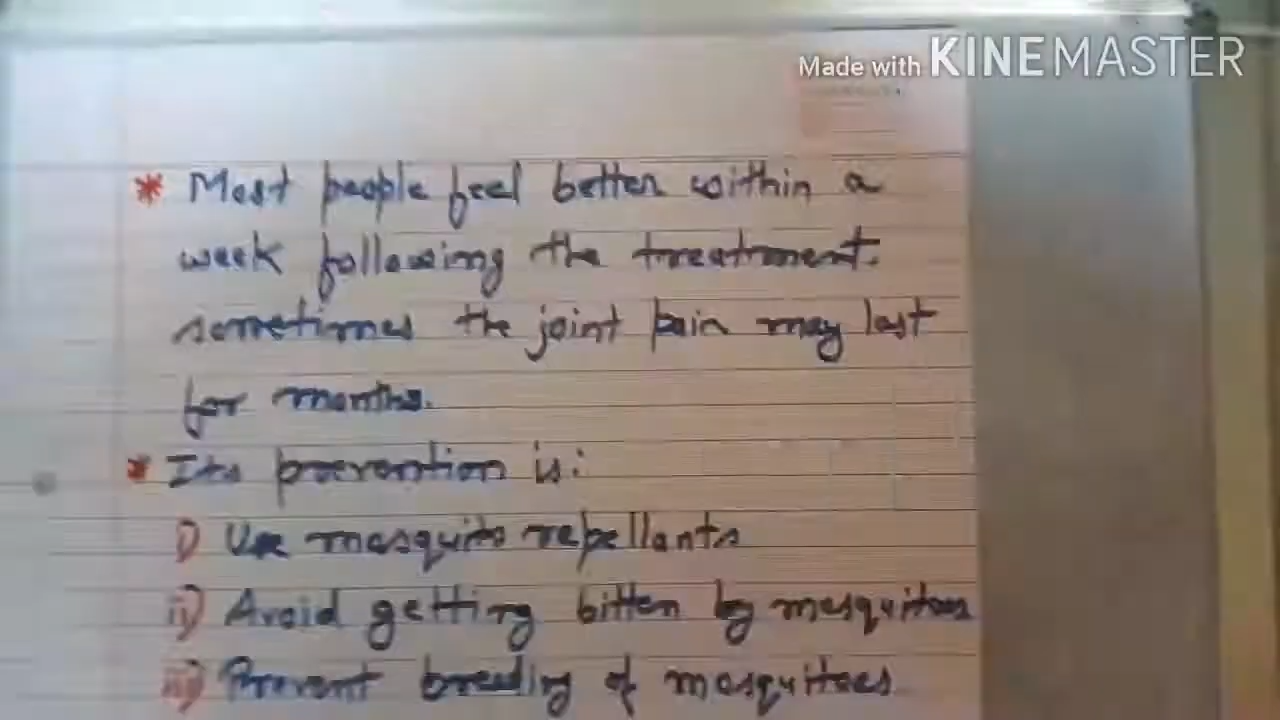 Made with KINEMASTER
* Most people feel better within a
week following the treatment.
sometimes the joint pain may last
for months.
* Its prevention is:
i) Use mosquito repellants
ii) Avoid getting bitten by mosquitoes
iii) Prevent breeding of mosquitoes